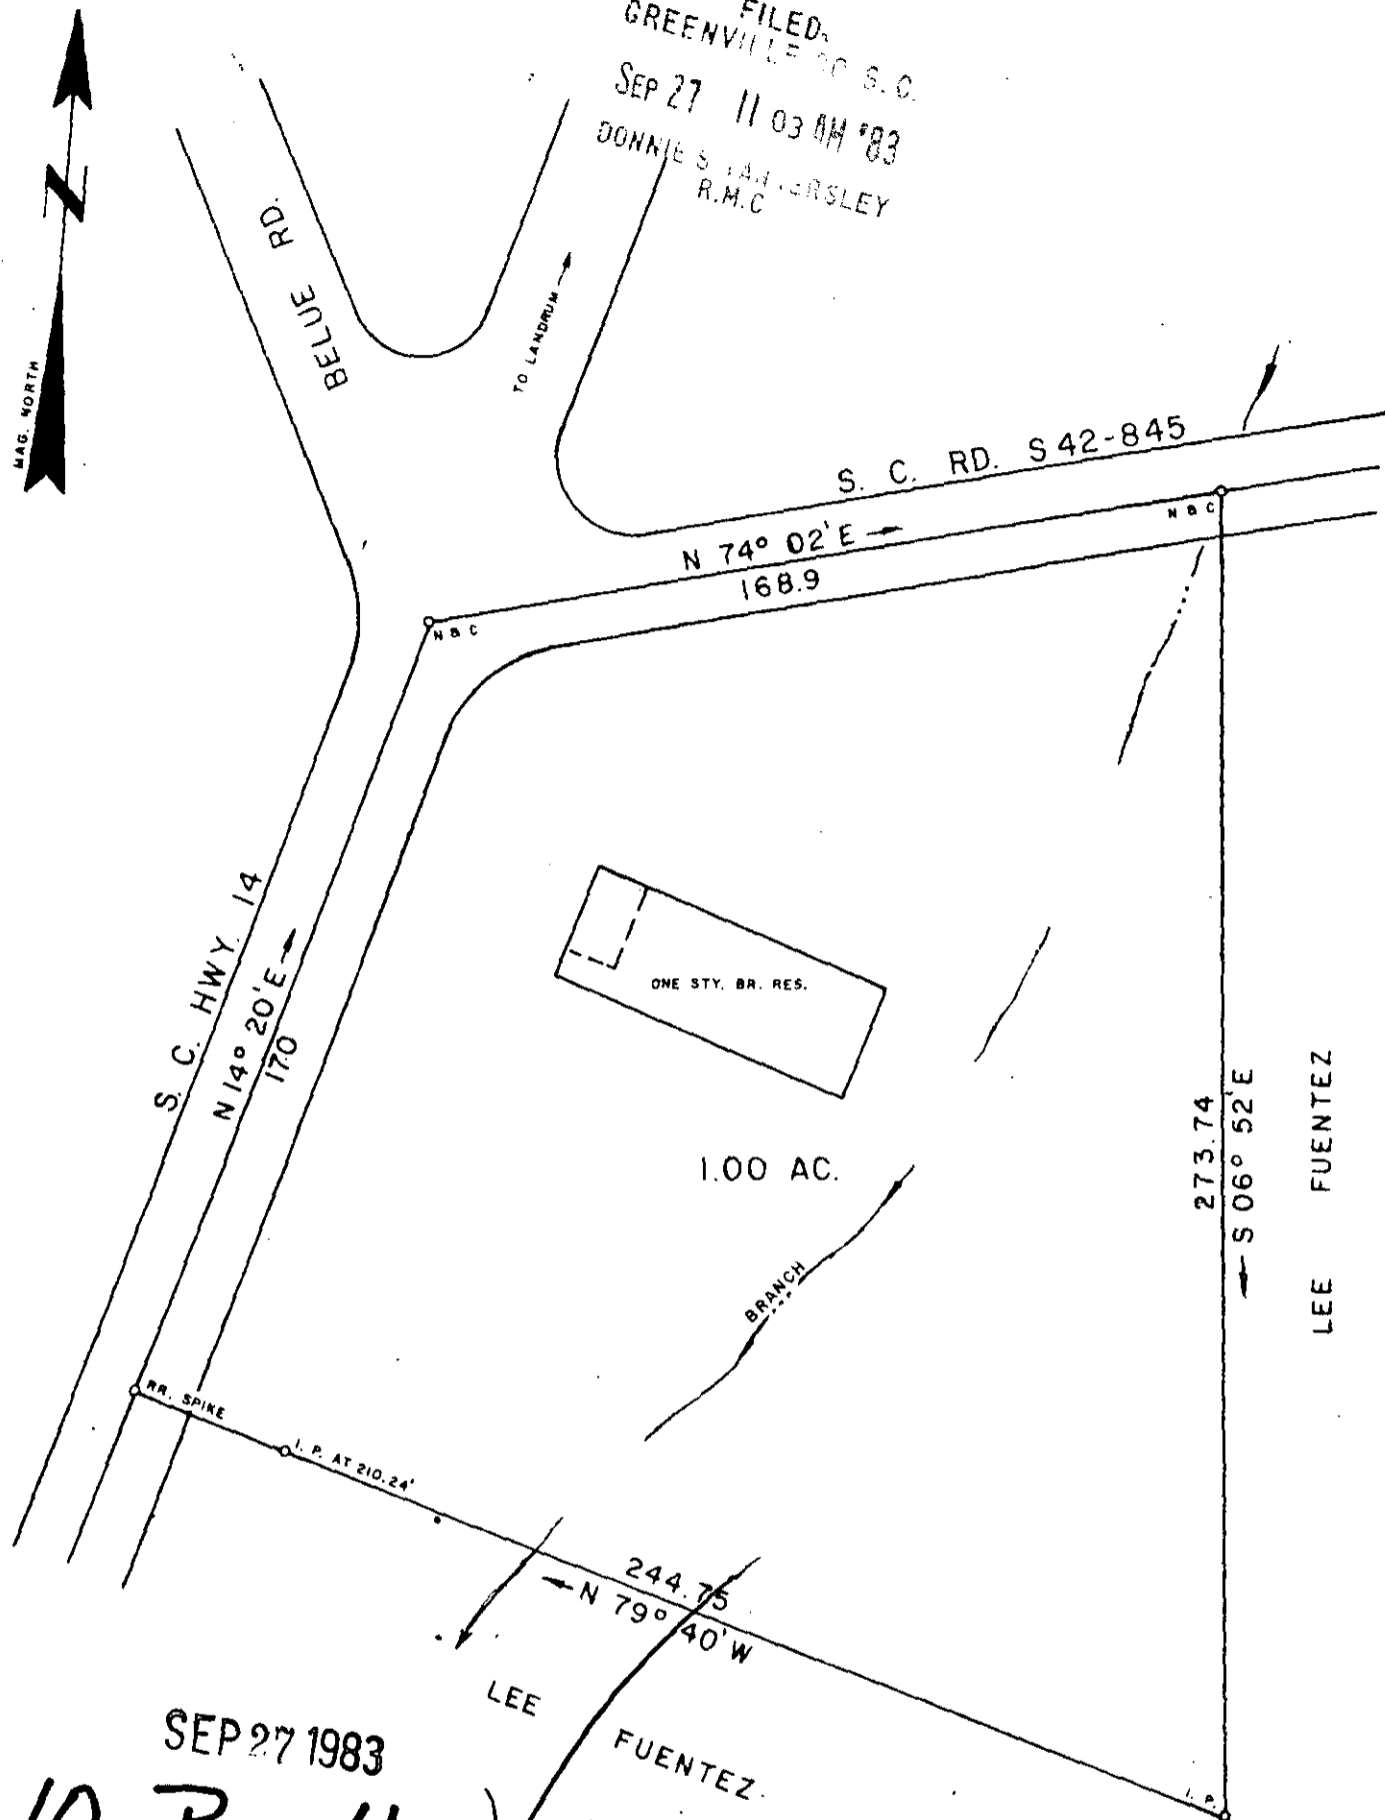 FILED
GREENVILLE CO S. C.
SEP 27 11 03 AM '83
DONNIE S
R.M.C
MAG. NORTH
N
BELUE RD.
TO LANDRUM
S. C. RD. S 42-845
N 74° 02' E
168.9
N & C
N & C
S. C. HWY. 14
N 14° 20' E
170
ONE STY. BR. RES.
1.00 AC.
273.74
S 06° 52' E
LEE FUENTEZ
BRANCH
RR. SPIKE
I. P. AT 210.24'
244.75
N 79° 40' W
LEE FUENTEZ
I. P.
SEP 27 1983